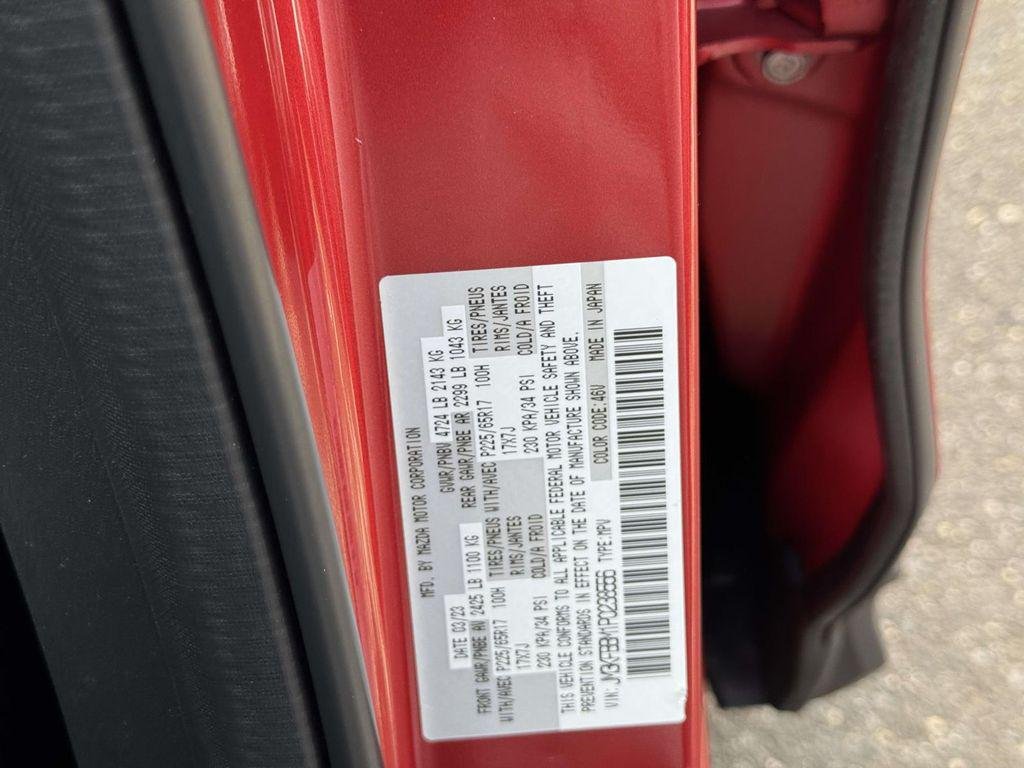 MFD. BY MAZDA MOTOR CORPORATION
DATE 03/23 GVWR/PNBV 4724 LB 2143 KG
FRONT GAWR/PNBE AV 2425 LB 1100 KG REAR GAWR/PNBE AR 2299 LB 1043 KG
WITH/AVEC P225/65R17 100H TIRES/PNEUS WITH/AVEC P225/65R17 100H TIRES/PNEUS
17X7J RIMS/JANTES 17X7J RIMS/JANTES
230 KPA/34 PSI COLD/A FROID 230 KPA/34 PSI COLD/A FROID
THIS VEHICLE CONFORMS TO ALL APPLICABLE FEDERAL MOTOR VEHICLE SAFETY AND THEFT
PREVENTION STANDARDS IN EFFECT ON THE DATE OF MANUFACTURE SHOWN ABOVE.
VIN: JM3KFBBM4P0238566 TYPE:MPV COLOR CODE:46V MADE IN JAPAN